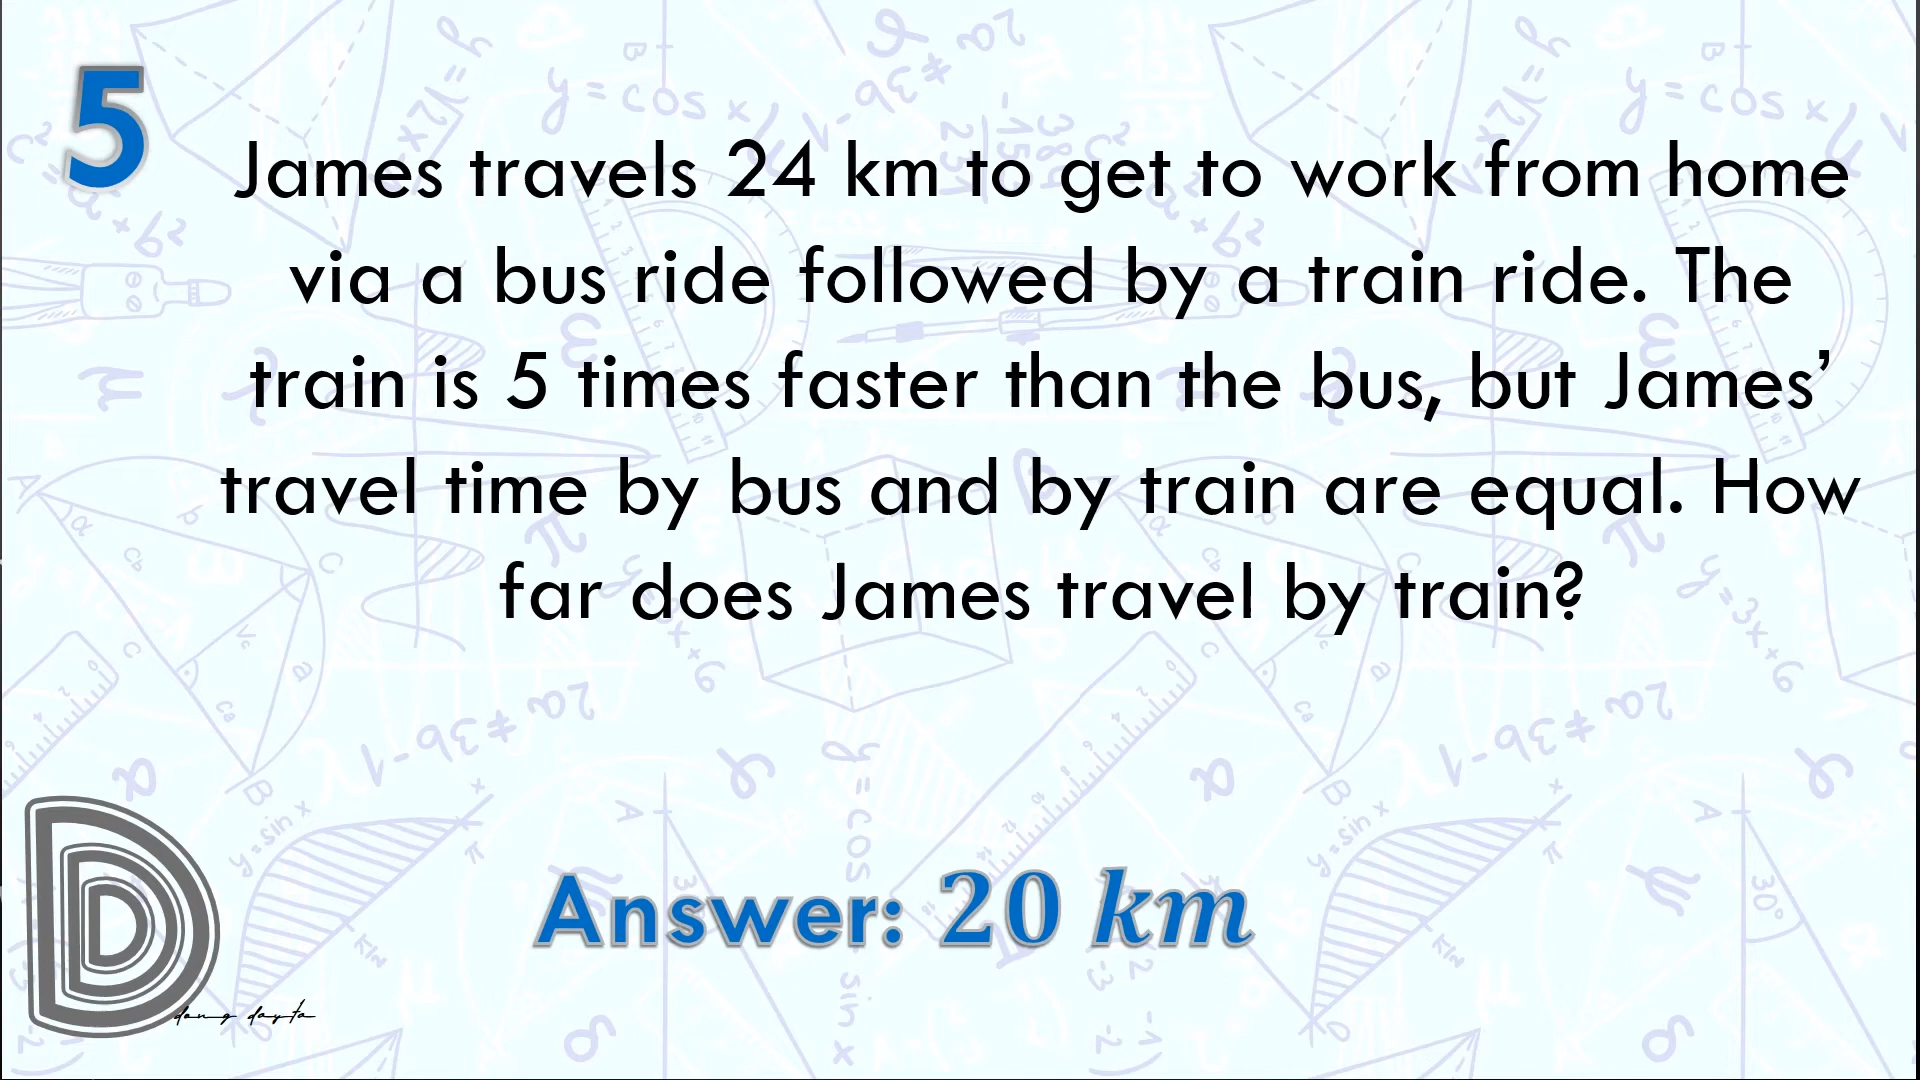 5
James travels 24 km to get to work from home
via a bus ride followed by a train ride. The
train is 5 times faster than the bus, but James’
travel time by bus and by train are equal. How
far does James travel by train?
Answer: 20 km
D
dong dayta